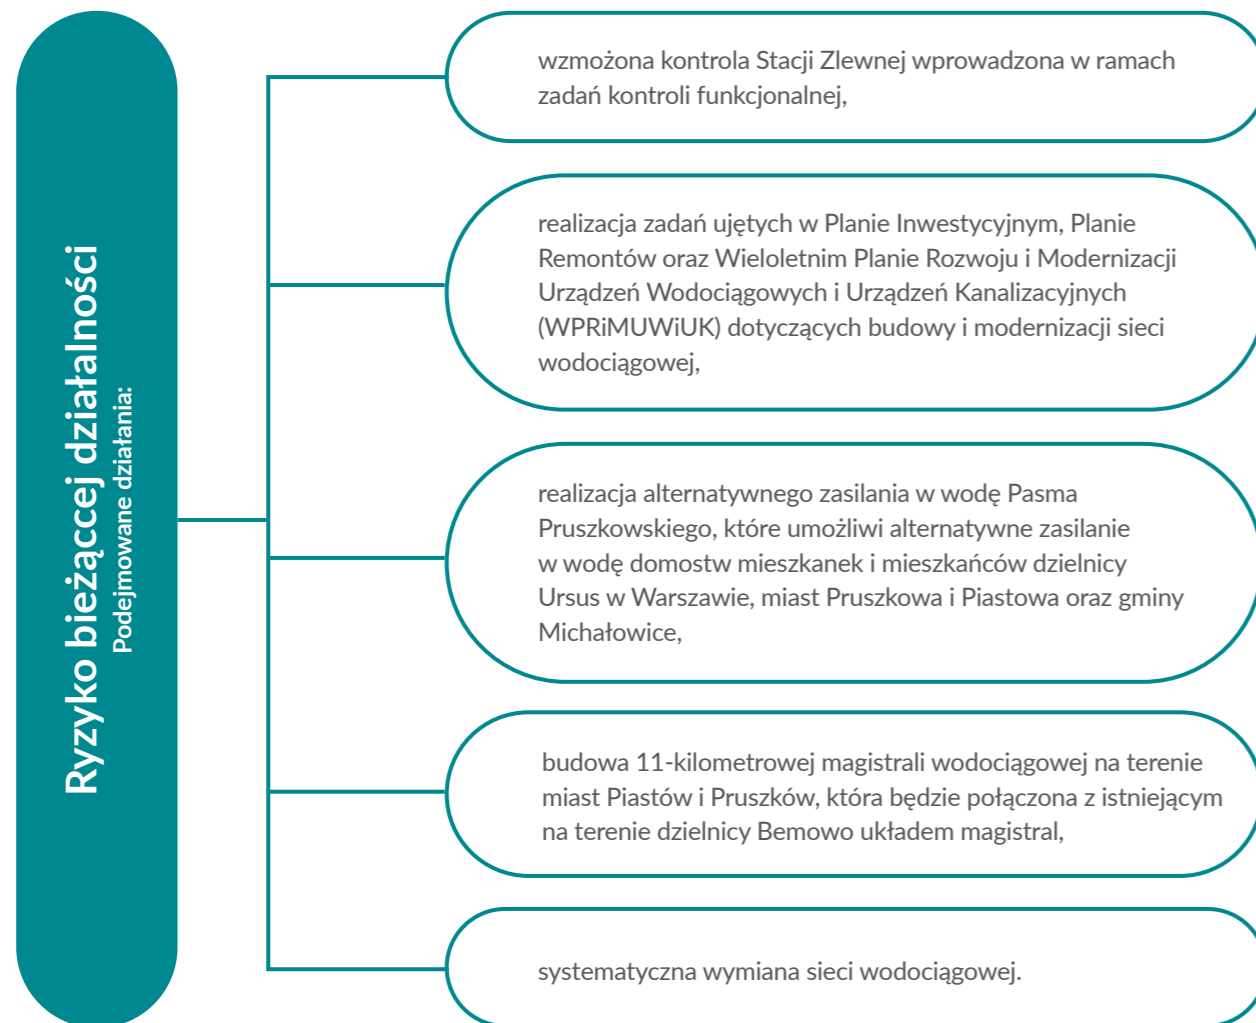 Ryzyko bieżąccej działalności
Podejmowane działania:
wzmożona kontrola Stacji Zlewnej wprowadzona w ramach
zadań kontroli funkcjonalnej,
realizacja zadań ujętych w Planie Inwestycyjnym, Planie
Remontów oraz Wieloletnim Planie Rozwoju i Modernizacji
Urządzeń Wodociągowych i Urządzeń Kanalizacyjnych
(WPRiMUWiUK) dotyczących budowy i modernizacji sieci
wodociągowej,
realizacja alternatywnego zasilania w wodę Pasma
Pruszkowskiego, które umożliwi alternatywne zasilanie
w wodę domostw mieszkanek i mieszkańców dzielnicy
Ursus w Warszawie, miast Pruszkowa i Piastowa oraz gminy
Michałowice,
budowa 11-kilometrowej magistrali wodociągowej na terenie
miast Piastów i Pruszków, która będzie połączona z istniejącym
na terenie dzielnicy Bemowo układem magistral,
systematyczna wymiana sieci wodociągowej.